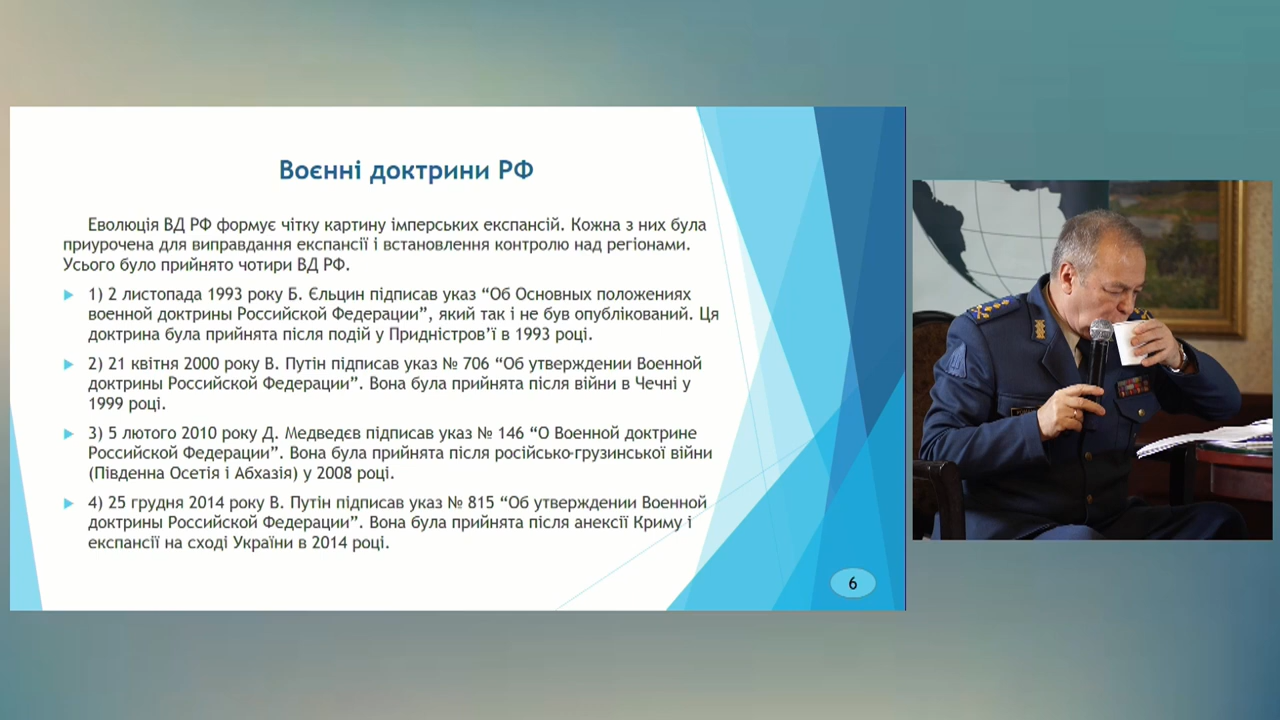 Воєнні доктрини РФ
Еволюція ВД РФ формує чітку картину імперських експансій. Кожна з них була
приурочена для виправдання експансії і встановлення контролю над регіонами.
Усього було прийнято чотири ВД РФ.
1) 2 листопада 1993 року Б. Єльцин підписав указ “Об Основных положениях
военной доктрины Российской Федерации”, який так і не був опублікований. Ця
доктрина була прийнята після подій у Придністров’ї в 1993 році.
2) 21 квітня 2000 року В. Путін підписав указ № 706 “Об утверждении Военной
доктрины Российской Федерации”. Вона була прийнята після війни в Чечні у
1999 році.
3) 5 лютого 2010 року Д. Медведєв підписав указ № 146 “О Военной доктрине
Российской Федерации”. Вона була прийнята після російсько-грузинської війни
(Південна Осетія і Абхазія) у 2008 році.
4) 25 грудня 2014 року В. Путін підписав указ № 815 “Об утверждении Военной
доктрины Российской Федерации”. Вона була прийнята після анексії Криму і
експансії на сході України в 2014 році.
6